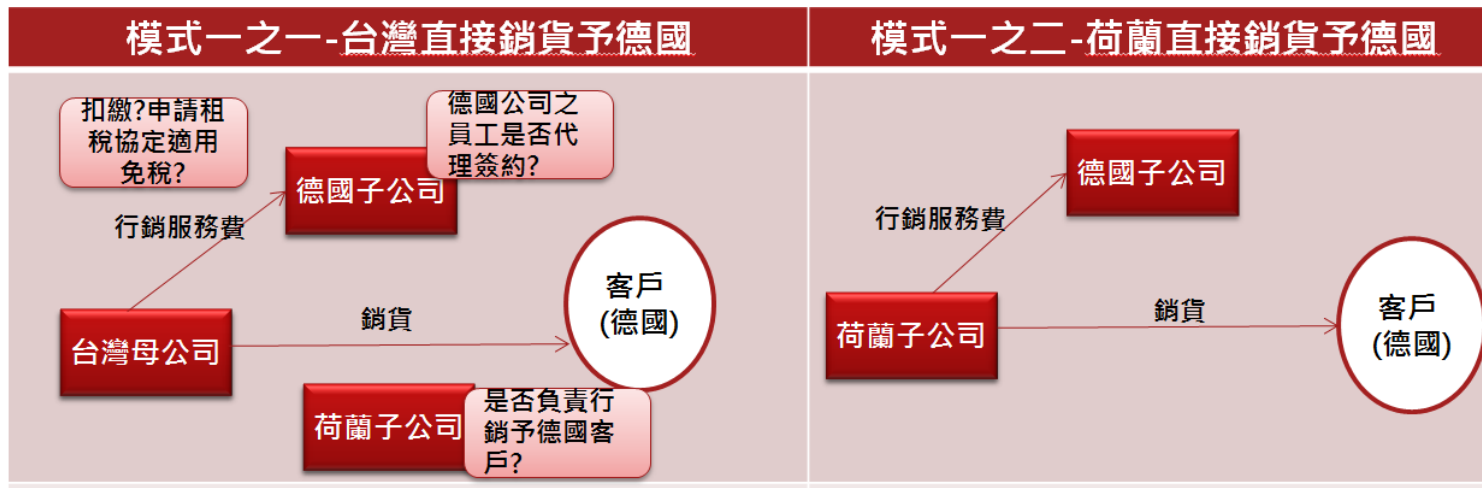 模式一之一-台灣直接銷貨予德國
模式一之二-荷蘭直接銷貨予德國
扣繳?申請租
稅協定適用
免稅?
德國公司之
員工是否代
理簽約?
德國子公司
行銷服務費
客戶
(德國)
銷貨
台灣母公司
荷蘭子公司
是否負責行
銷予德國客
戶?
德國子公司
行銷服務費
客戶
(德國)
銷貨
荷蘭子公司